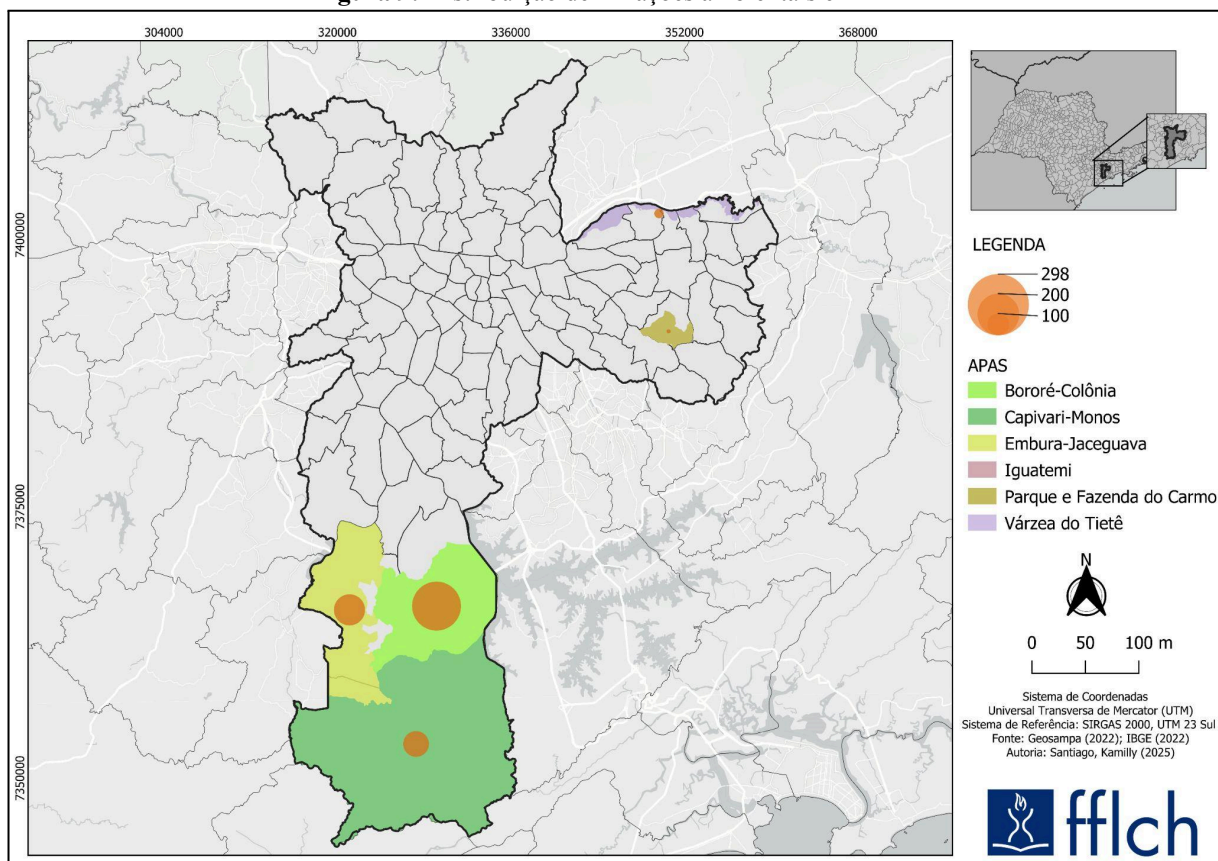 304000
320000
336000
352000
368000
7400000
7375000
7350000
LEGENDA
298
200
100
APAS
Bororé-Colônia
Capivari-Monos
Embura-Jaceguava
Iguatemi
Parque e Fazenda do Carmo
Várzea do Tietê
N
0 50 100 m
Sistema de Coordenadas
Universal Transversa de Mercator (UTM)
Sistema de Referência: SIRGAS 2000, UTM 23 Sul
Fonte: Geosampa (2022); IBGE (2022)
Autoria: Santiago, Kamilly (2025)
fflch